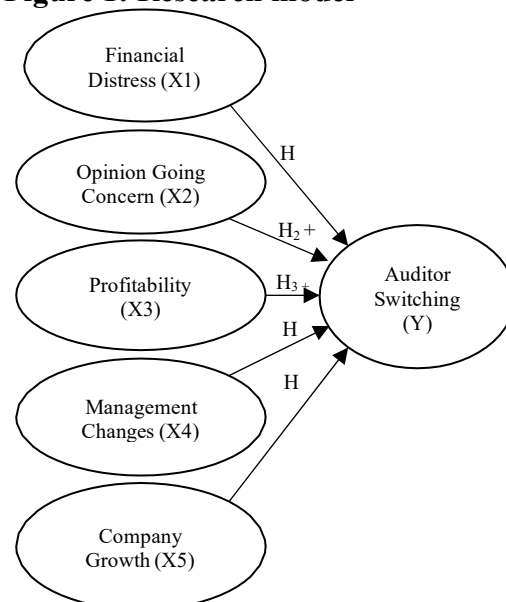 Figure 1. Research model
Financial
Distress (X1)
H
Opinion Going
Concern (X2)
H₂ +
Profitability
(X3)
H₃ +
Auditor
Switching
(Y)
H
Management
Changes (X4)
H
Company
Growth (X5)